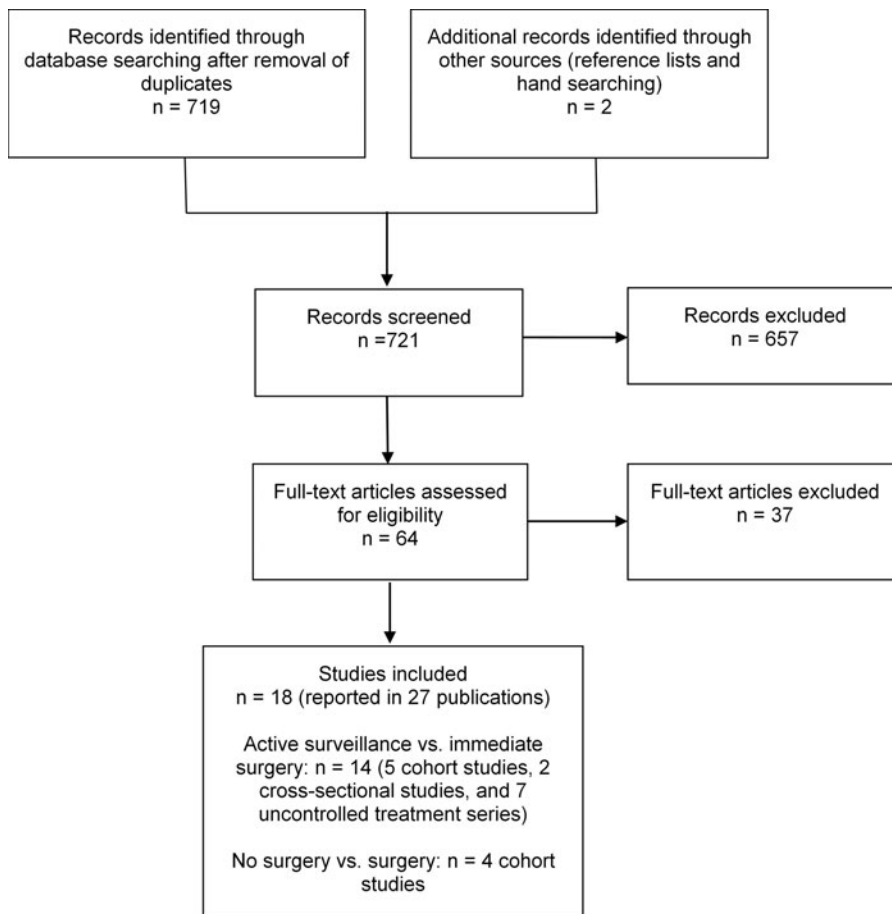 Records identified through
database searching after removal of
duplicates
n = 719
Additional records identified through
other sources (reference lists and
hand searching)
n = 2
Records screened
n =721
Records excluded
n = 657
Full-text articles assessed
for eligibility
n = 64
Full-text articles excluded
n = 37
Studies included
n = 18 (reported in 27 publications)
Active surveillance vs. immediate
surgery: n = 14 (5 cohort studies, 2
cross-sectional studies, and 7
uncontrolled treatment series)
No surgery vs. surgery: n = 4 cohort
studies